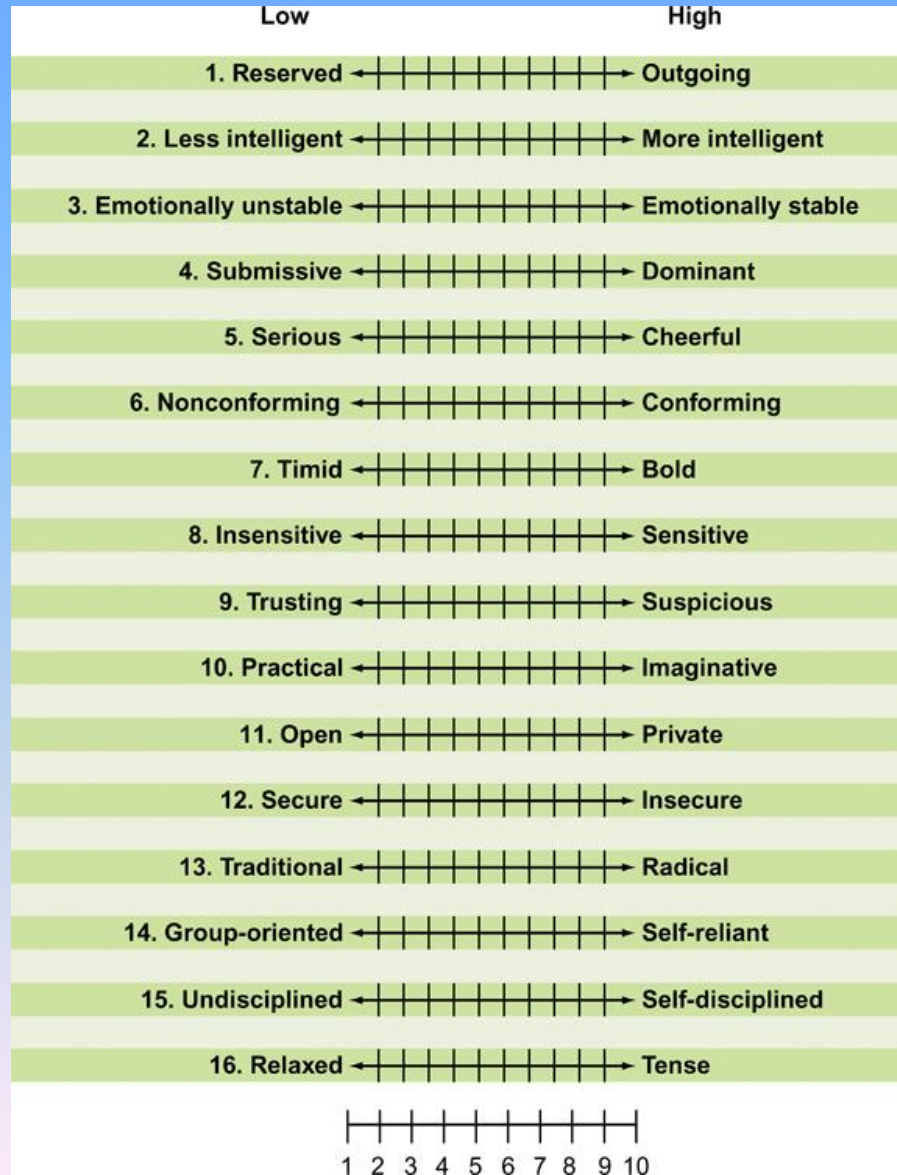 Low High
1. Reserved Outgoing
2. Less intelligent More intelligent
3. Emotionally unstable Emotionally stable
4. Submissive Dominant
5. Serious Cheerful
6. Nonconforming Conforming
7. Timid Bold
8. Insensitive Sensitive
9. Trusting Suspicious
10. Practical Imaginative
11. Open Private
12. Secure Insecure
13. Traditional Radical
14. Group-oriented Self-reliant
15. Undisciplined Self-disciplined
16. Relaxed Tense
1 2 3 4 5 6 7 8 9 10